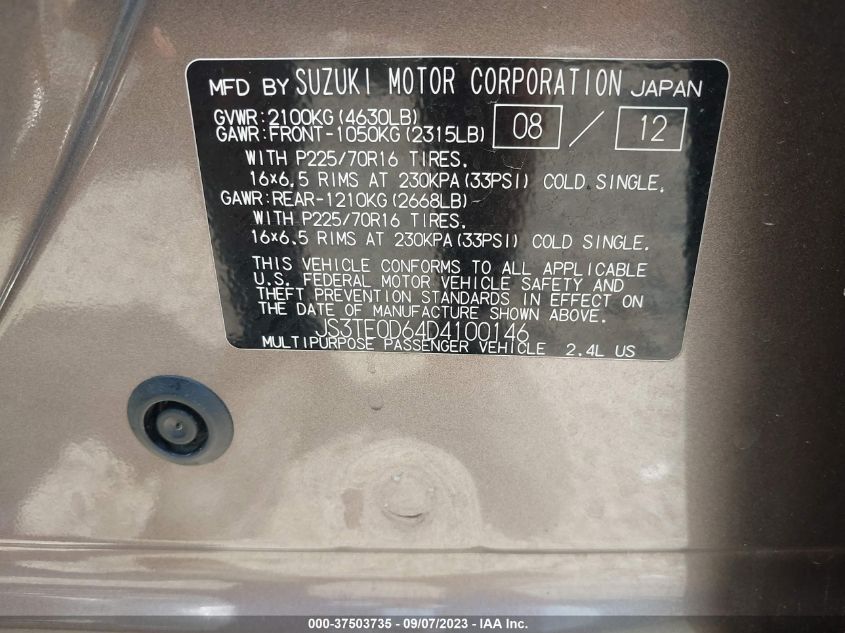 MFD BY SUZUKI MOTOR CORPORATION JAPAN
GVWR:2100KG(4630LB)
GAWR:FRONT-1050KG(2315LB) 08 / 12
WITH P225/70R16 TIRES.
16×6.5 RIMS AT 230KPA(33PSI) COLD SINGLE.
GAWR:REAR-1210KG(2668LB)
WITH P225/70R16 TIRES.
16×6.5 RIMS AT 230KPA(33PSI) COLD SINGLE.
THIS VEHICLE CONFORMS TO ALL APPLICABLE
U.S. FEDERAL MOTOR VEHICLE SAFETY AND
THEFT PREVENTION STANDARDS IN EFFECT ON
THE DATE OF MANUFACTURE SHOWN ABOVE.
JS3TE0D64D4100146
MULTIPURPOSE PASSENGER VEHICLE 2.4L US
000-37503735 - 09/07/2023 - IAA Inc.